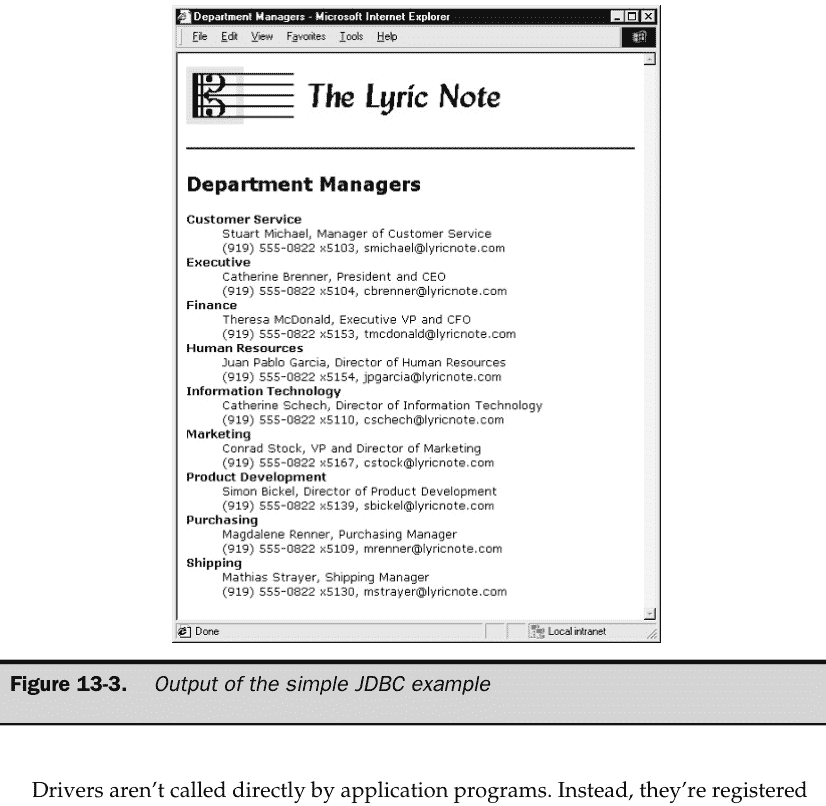 Department Managers - Microsoft Internet Explorer
File Edit View Favorites Tools Help
The Lyric Note
Department Managers
Customer Service
Stuart Michael, Manager of Customer Service
(919) 555-0822 x5103, smichael@lyricnote.com
Executive
Catherine Brenner, President and CEO
(919) 555-0822 x5104, cbrenner@lyricnote.com
Finance
Theresa McDonald, Executive VP and CFO
(919) 555-0822 x5153, tmcdonald@lyricnote.com
Human Resources
Juan Pablo Garcia, Director of Human Resources
(919) 555-0822 x5154, jpgarcia@lyricnote.com
Information Technology
Catherine Schech, Director of Information Technology
(919) 555-0822 x5110, cschech@lyricnote.com
Marketing
Conrad Stock, VP and Director of Marketing
(919) 555-0822 x5167, cstock@lyricnote.com
Product Development
Simon Bickel, Director of Product Development
(919) 555-0822 x5139, sbickel@lyricnote.com
Purchasing
Magdalene Renner, Purchasing Manager
(919) 555-0822 x5109, mrenner@lyricnote.com
Shipping
Mathias Strayer, Shipping Manager
(919) 555-0822 x5130, mstrayer@lyricnote.com
Done Local intranet
Figure 13-3. Output of the simple JDBC example
Drivers aren’t called directly by application programs. Instead, they’re registered